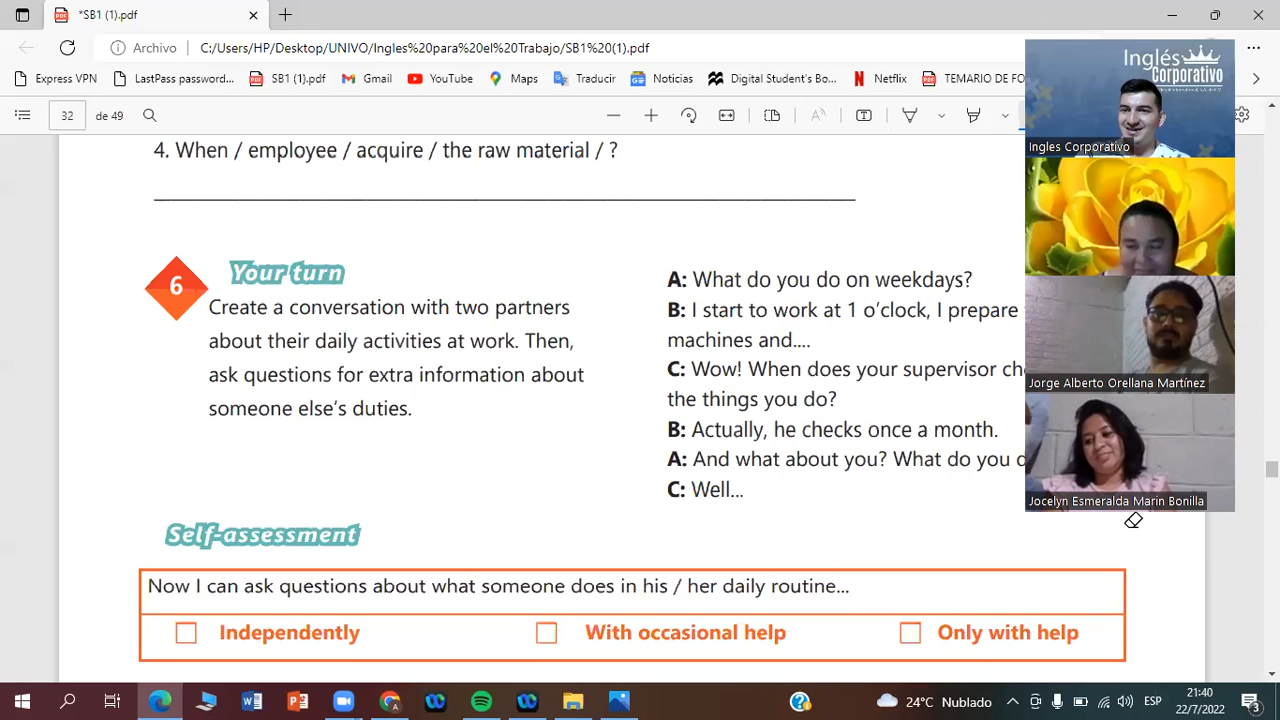 *SB1 (1).pdf
Archivo C:/Users/HP/Desktop/UNIVO/Ingles%20para%20el%20Trabajo/SB1%20(1).pdf
Express VPN LastPass password... SB1 (1).pdf Gmail YouTube Maps Traducir Noticias Digital Student's Bo... Netflix TEMARIO DE FO
32 de 49
Inglés
Corporativo
Ingles Corporativo
4. When / employee / acquire / the raw material / ?
6
Your turn
Create a conversation with two partners
about their daily activities at work. Then,
ask questions for extra information about
someone else's duties.
A: What do you do on weekdays?
B: I start to work at 1 o'clock, I prepare
machines and....
C: Wow! When does your supervisor ch
the things you do?
B: Actually, he checks once a month.
A: And what about you? What do you d
C: Well...
Jorge Alberto Orellana Martínez
Jocelyn Esmeralda Marin Bonilla
Self-assessment
Now I can ask questions about what someone does in his / her daily routine...
Independently With occasional help Only with help
24°C Nublado ESP 21:40
22/7/2022 3